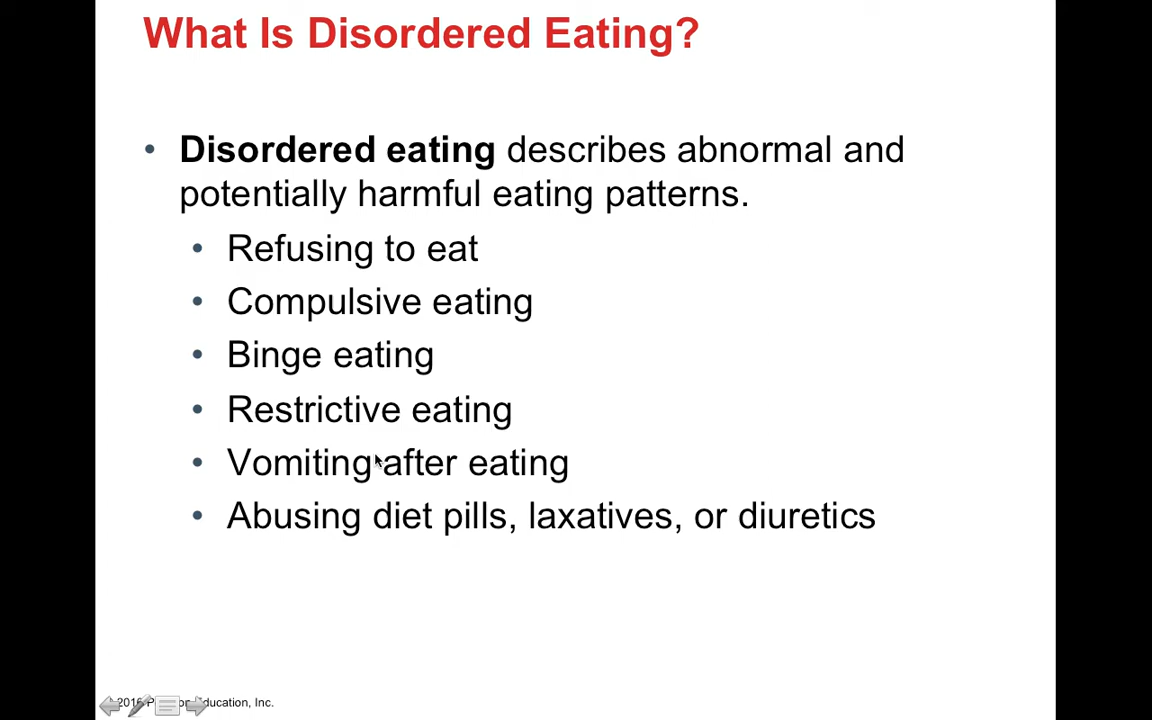 What Is Disordered Eating?
• Disordered eating describes abnormal and
potentially harmful eating patterns.
• Refusing to eat
• Compulsive eating
• Binge eating
• Restrictive eating
• Vomiting after eating
• Abusing diet pills, laxatives, or diuretics
2016 Education, Inc.